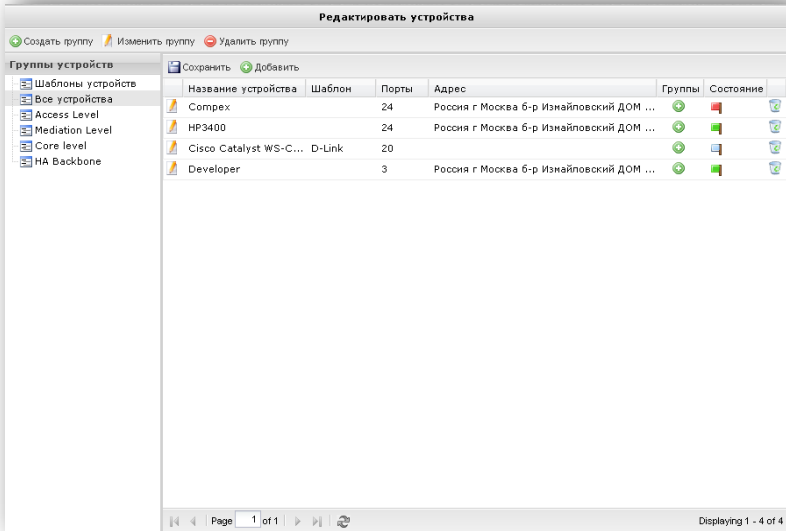 Редактировать устройства
Создать группу Изменить группу Удалить группу
Группы устройств
Шаблоны устройств
Все устройства
Access Level
Mediation Level
Core level
HA Backbone
Сохранить Добавить
Название устройства Шаблон Порты Адрес Группы Состояние
Compex 24 Россия г Москва б-р Измайловский ДОМ ...
HP3400 24 Россия г Москва б-р Измайловский ДОМ ...
Cisco Catalyst WS-C... D-Link 20
Developer 3 Россия г Москва б-р Измайловский ДОМ ...
Page 1 of 1 Displaying 1 - 4 of 4